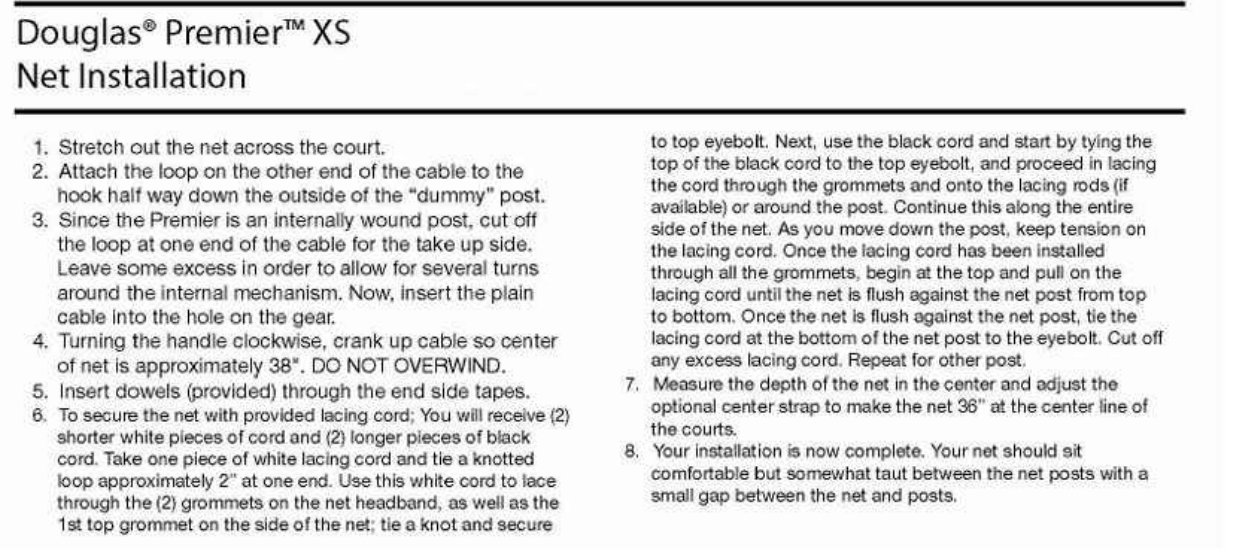 Douglas® Premier™ XS
Net Installation
1. Stretch out the net across the court.
2. Attach the loop on the other end of the cable to the
hook half way down the outside of the "dummy" post.
3. Since the Premier is an internally wound post, cut off
the loop at one end of the cable for the take up side.
Leave some excess in order to allow for several turns
around the internal mechanism. Now, insert the plain
cable into the hole on the gear.
4. Turning the handle clockwise, crank up cable so center
of net is approximately 38". DO NOT OVERWIND.
5. Insert dowels (provided) through the end side tapes.
6. To secure the net with provided lacing cord; You will receive (2)
shorter white pieces of cord and (2) longer pieces of black
cord. Take one piece of white lacing cord and tie a knotted
loop approximately 2" at one end. Use this white cord to lace
through the (2) grommets on the net headband, as well as the
1st top grommet on the side of the net; tie a knot and secure
to top eyebolt. Next, use the black cord and start by tying the
top of the black cord to the top eyebolt, and proceed in lacing
the cord through the grommets and onto the lacing rods (if
available) or around the post. Continue this along the entire
side of the net. As you move down the post, keep tension on
the lacing cord. Once the lacing cord has been installed
through all the grommets, begin at the top and pull on the
lacing cord until the net is flush against the net post from top
to bottom. Once the net is flush against the net post, tie the
lacing cord at the bottom of the net post to the eyebolt. Cut off
any excess lacing cord. Repeat for other post.
7. Measure the depth of the net in the center and adjust the
optional center strap to make the net 36" at the center line of
the courts.
8. Your installation is now complete. Your net should sit
comfortable but somewhat taut between the net posts with a
small gap between the net and posts.